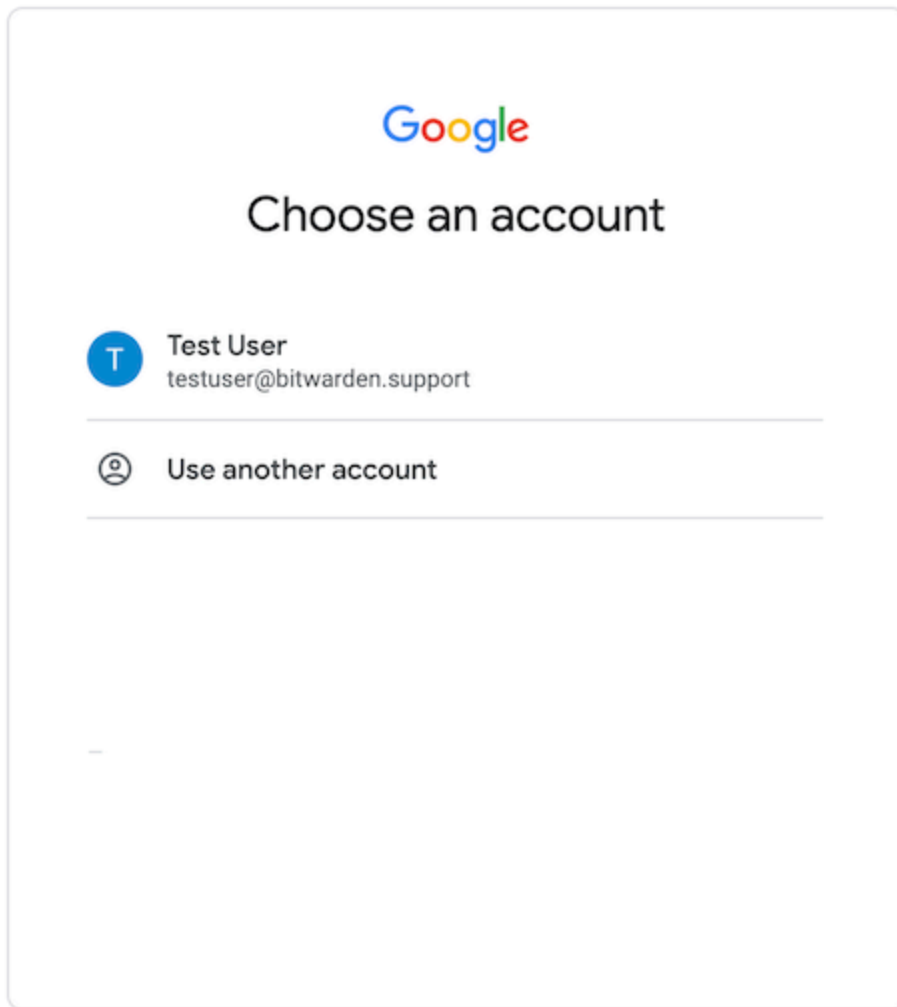 Google
Choose an account
T
Test User
testuser@bitwarden.support
Use another account